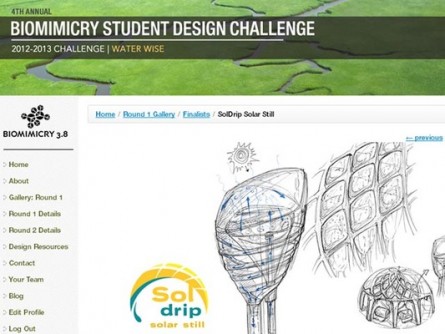 4TH ANNUAL
BIOMIMICRY STUDENT DESIGN CHALLENGE
2012-2013 CHALLENGE | WATER WISE
BIOMIMICRY 3.8
Home / Round 1 Gallery / Finalists / SolDrip Solar Still
← previous
> Home
> About
> Gallery: Round 1
> Round 1 Details
> Round 2 Details
> Design Resources
> Contact
> Your Team
> Blog
> Edit Profile
> Log Out
Sol
drip
solar still